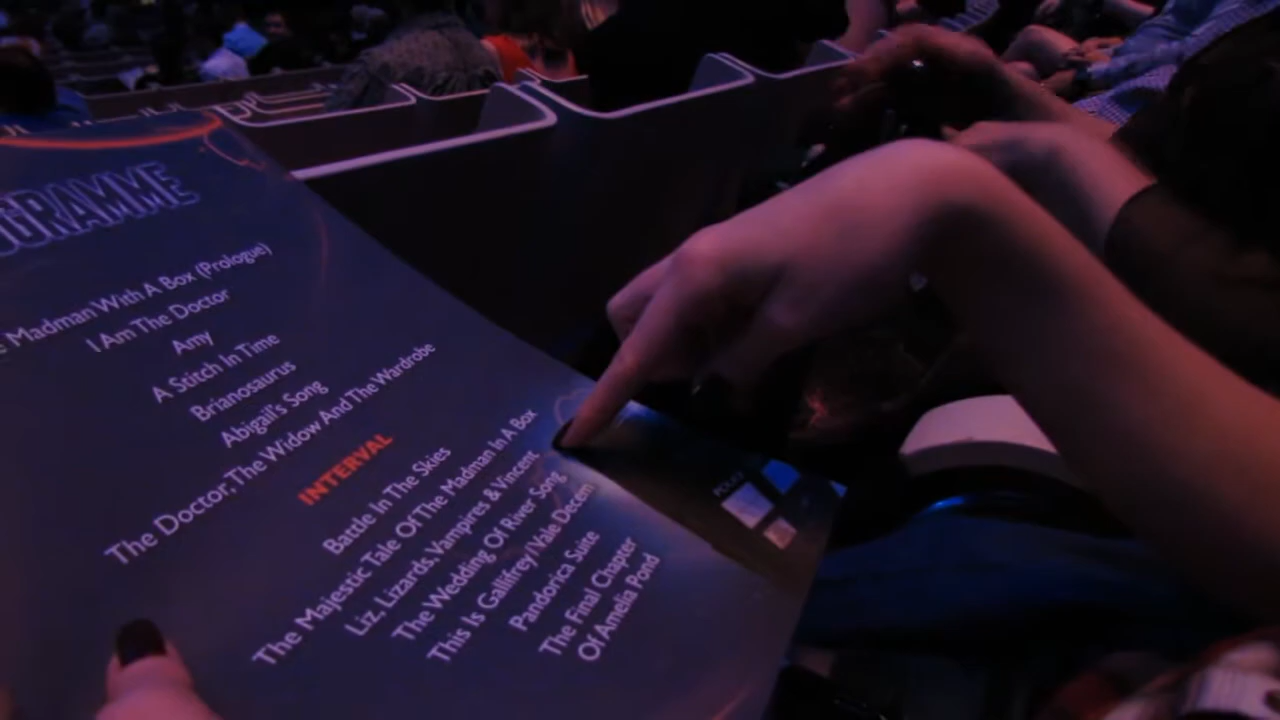 Madman With A Box (Prologue)
I Am The Doctor
Amy
A Stitch In Time
Brianosaurus
Abigail's Song
The Doctor, The Widow And The Wardrobe
INTERVAL
Battle In The Skies
The Majestic Tale Of The Madman In A Box
Liz, Lizards, Vampires & Vincent
The Wedding Of River Song
This Is Gallifrey/Vale Decem
Pandorica Suite
The Final Chapter
Of Amelia Pond